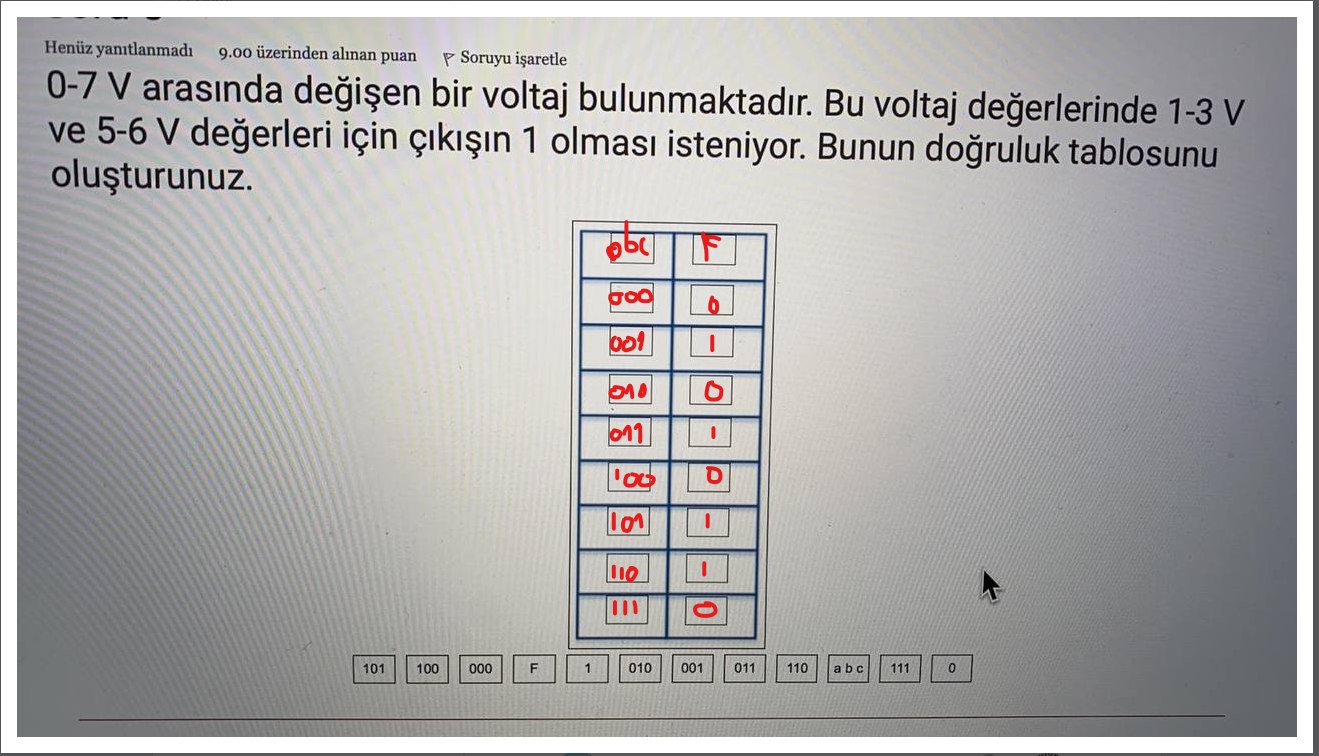 Henüz yanıtlanmadı 9.00 üzerinden alınan puan Soruyu işaretle
0-7 V arasında değişen bir voltaj bulunmaktadır. Bu voltaj değerlerinde 1-3 V
ve 5-6 V değerleri için çıkışın 1 olması isteniyor. Bunun doğruluk tablosunu
oluşturunuz.
abc F
000 0
001 1
010 0
011 1
100 0
101 1
110 1
111 0
101 100 000 F 1 010 001 011 110 a b c 111 0